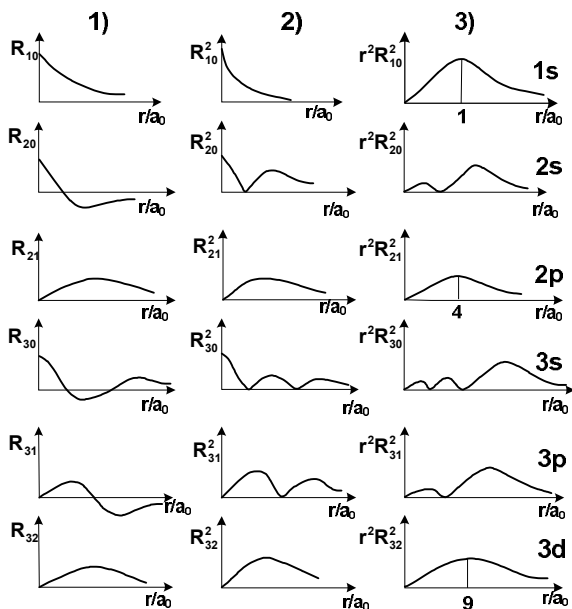 1) 2) 3)
R₁₀ R²₁₀ r²R²₁₀ 1s
r/a₀ r/a₀ r/a₀
1
R₂₀ R²₂₀ r²R²₂₀ 2s
r/a₀ r/a₀ r/a₀
R₂₁ R²₂₁ r²R²₂₁ 2p
r/a₀ r/a₀ r/a₀
4
R₃₀ R²₃₀ r²R²₃₀ 3s
r/a₀ r/a₀ r/a₀
R₃₁ R²₃₁ r²R²₃₁ 3p
r/a₀ r/a₀ r/a₀
R₃₂ R²₃₂ r²R²₃₂ 3d
r/a₀ r/a₀ r/a₀
9